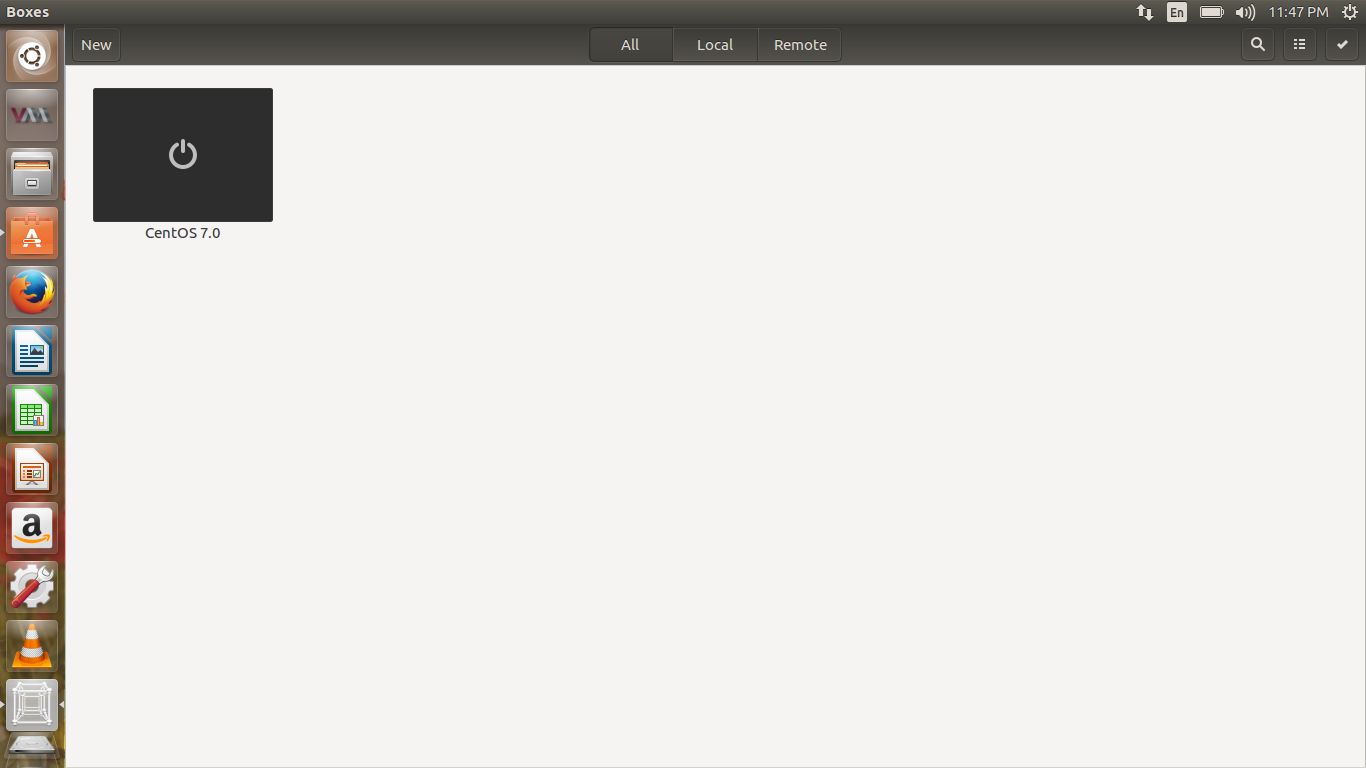 Boxes
En
11:47 PM
New
All
Local
Remote
CentOS 7.0